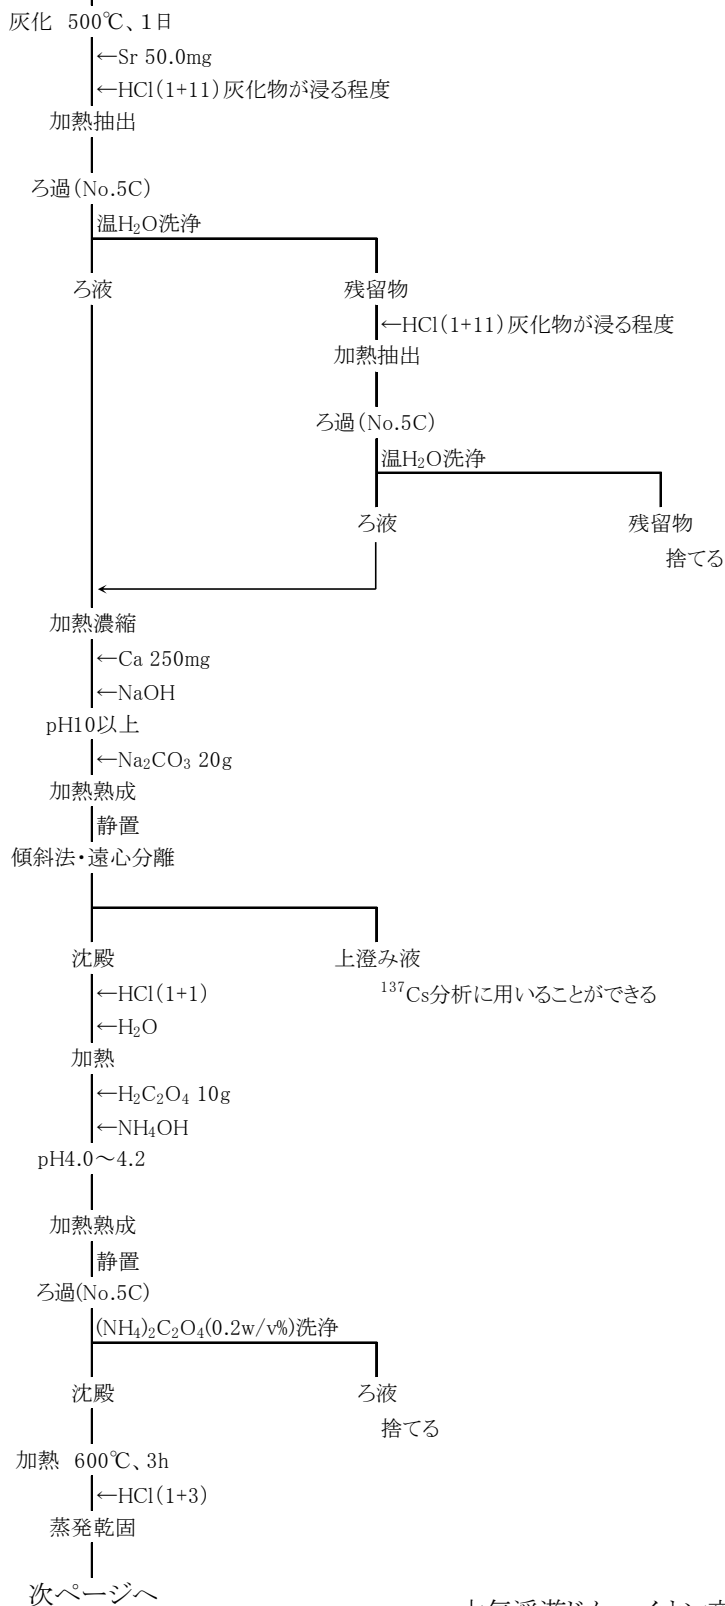 灰化 500℃、1日
←Sr 50.0mg
←HCl(1+11)灰化物が浸る程度
加熱抽出
ろ過(No.5C)
温H₂O洗浄
ろ液
残留物
←HCl(1+11)灰化物が浸る程度
加熱抽出
ろ過(No.5C)
温H₂O洗浄
ろ液
残留物
捨てる
加熱濃縮
←Ca 250mg
←NaOH
pH10以上
←Na₂CO₃ 20g
加熱熟成
静置
傾斜法・遠心分離
沈殿
上澄み液
←HCl(1+1)
¹³⁷Cs分析に用いることができる
←H₂O
加熱
←H₂C₂O₄ 10g
←NH₄OH
pH4.0～4.2
加熱熟成
静置
ろ過(No.5C)
(NH₄)₂C₂O₄(0.2w/v%)洗浄
沈殿
ろ液
捨てる
加熱 600℃、3h
←HCl(1+3)
蒸発乾固
次ページへ